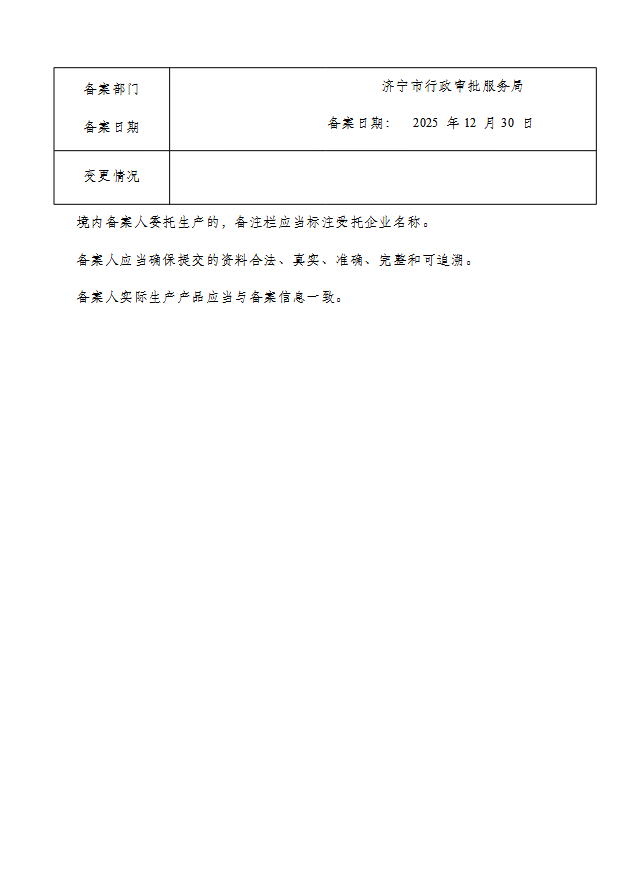 备案部门
济宁市行政审批服务局
备案日期
备案日期： 2025 年 12 月 30 日
变更情况
境内备案人委托生产的，备注栏应当标注受托企业名称。
备案人应当确保提交的资料合法、真实、准确、完整和可追溯。
备案人实际生产产品应当与备案信息一致。